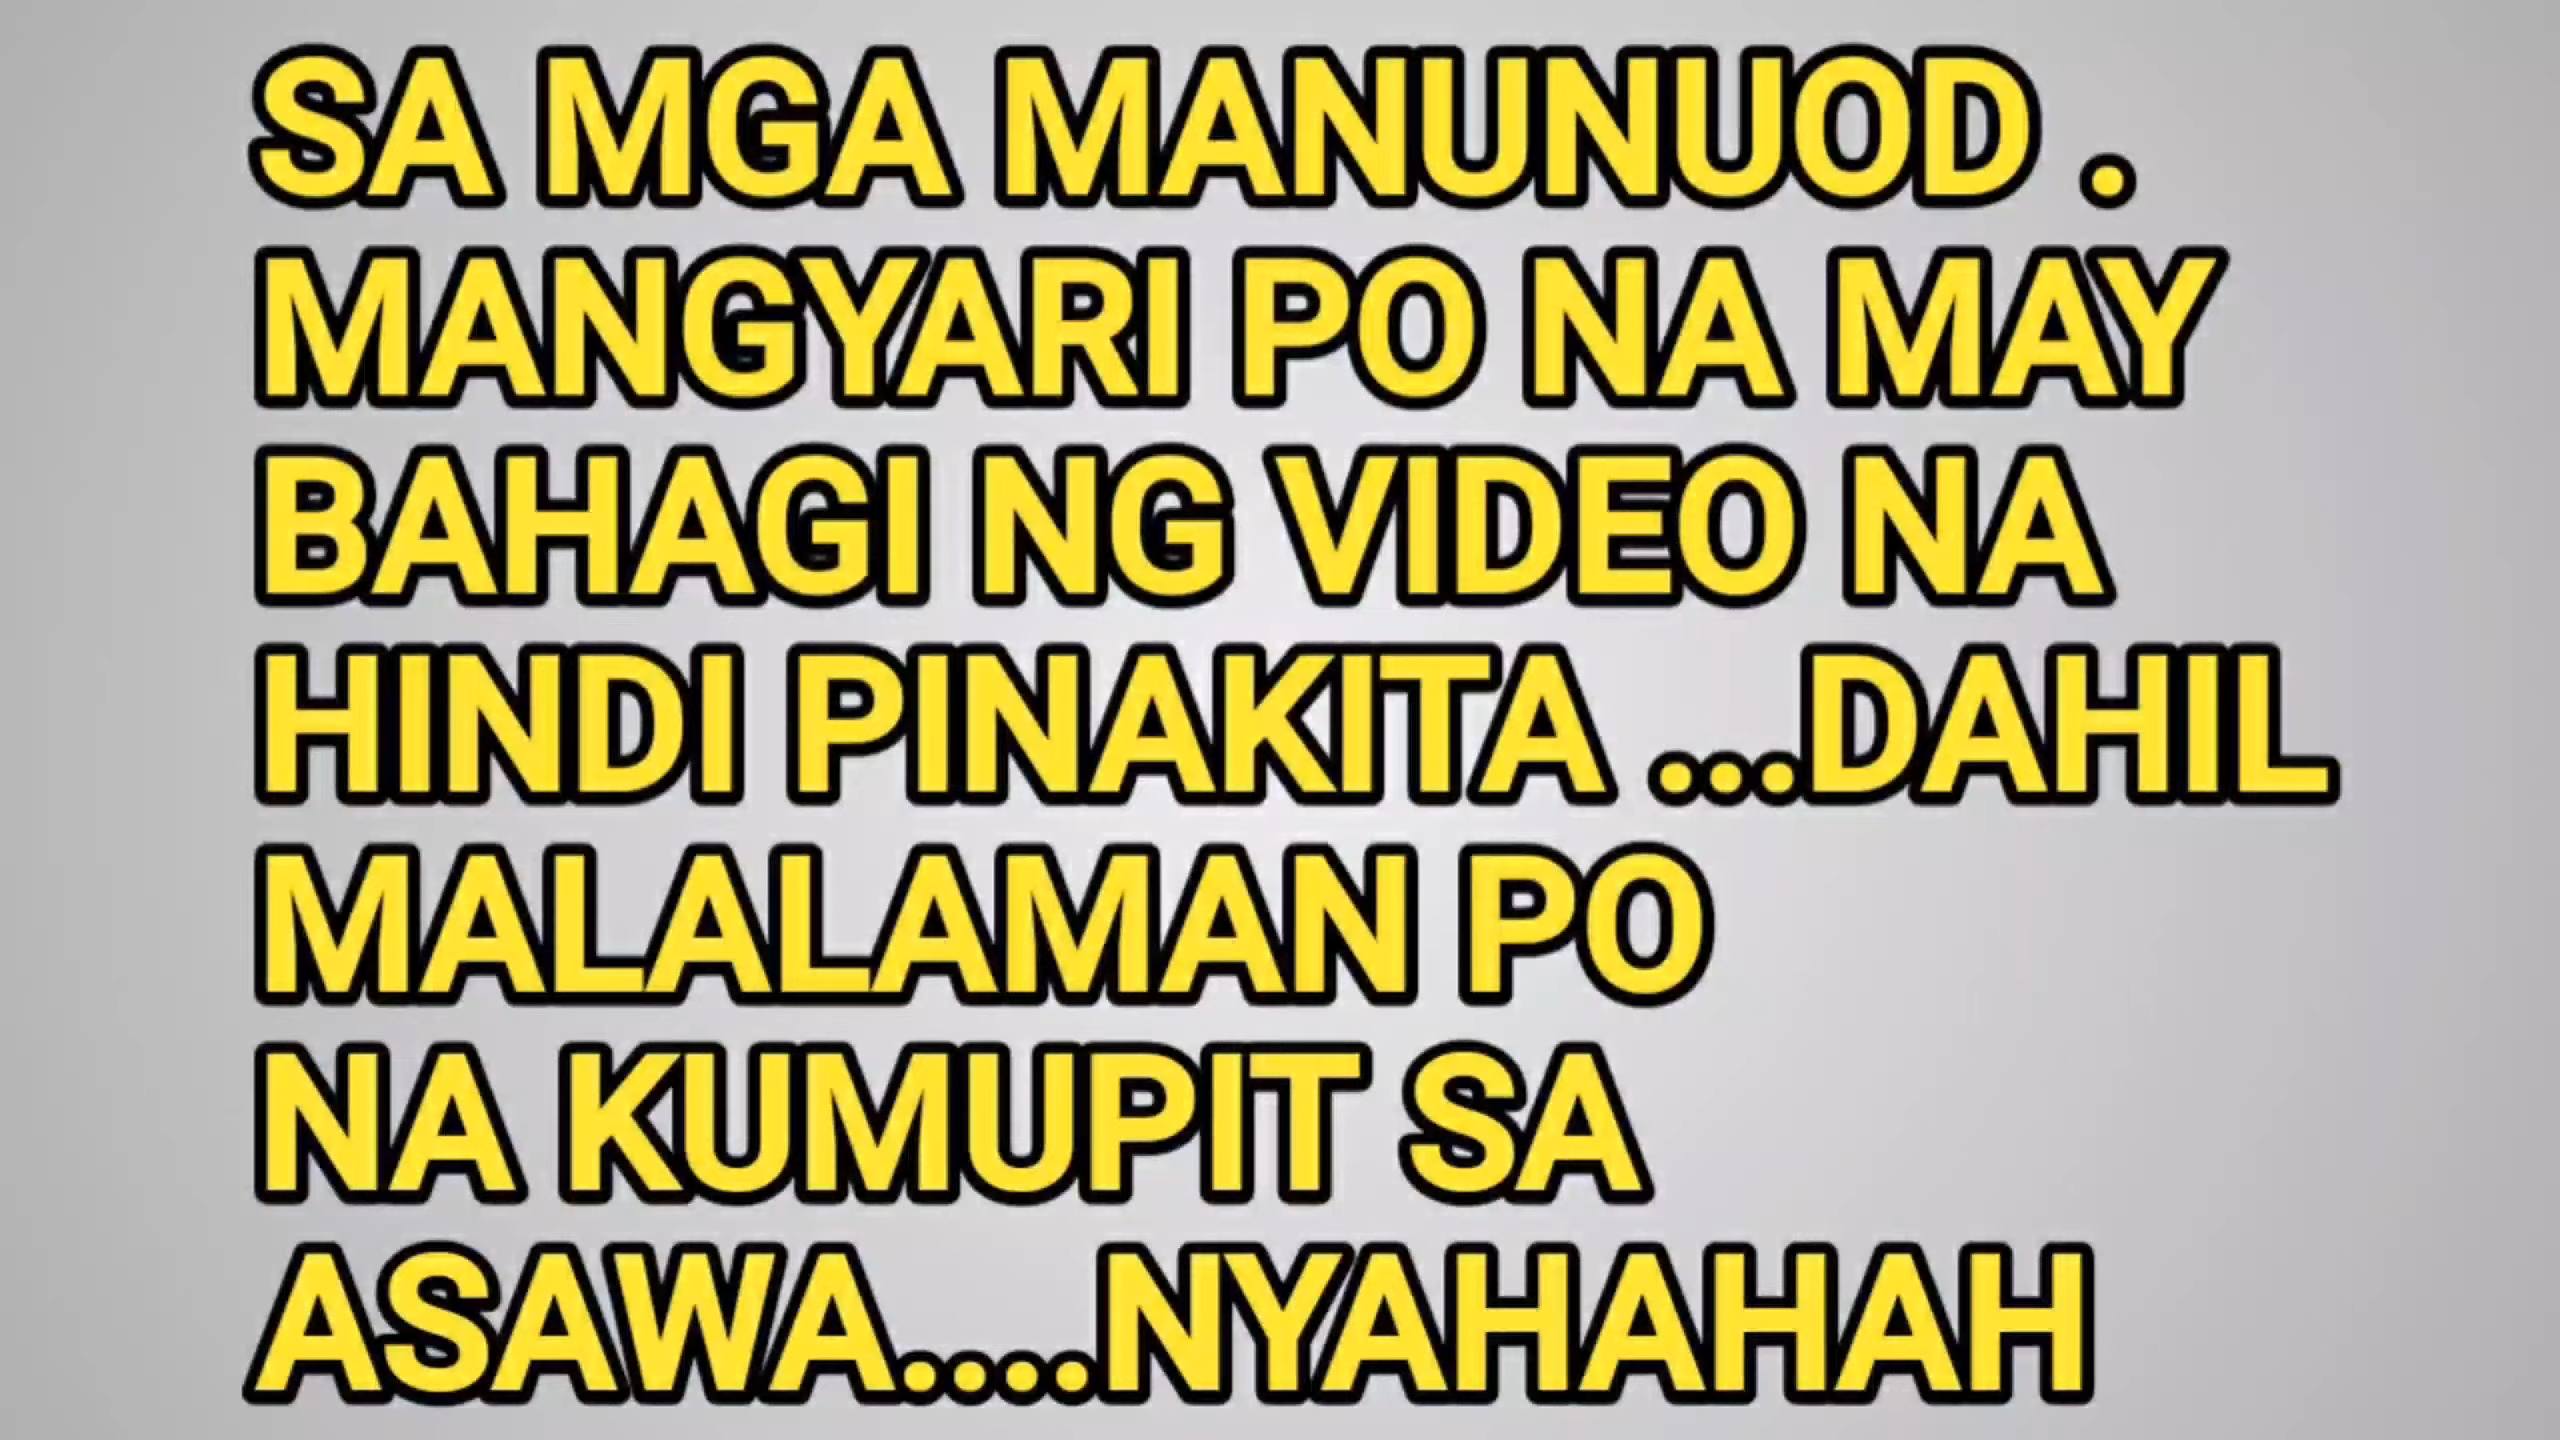 SA MGA MANUNUOD .
MANGYARI PO NA MAY
BAHAGI NG VIDEO NA
HINDI PINAKITA ...DAHIL
MALALAMAN PO
NA KUMUPIT SA
ASAWA....NYAHAHAH